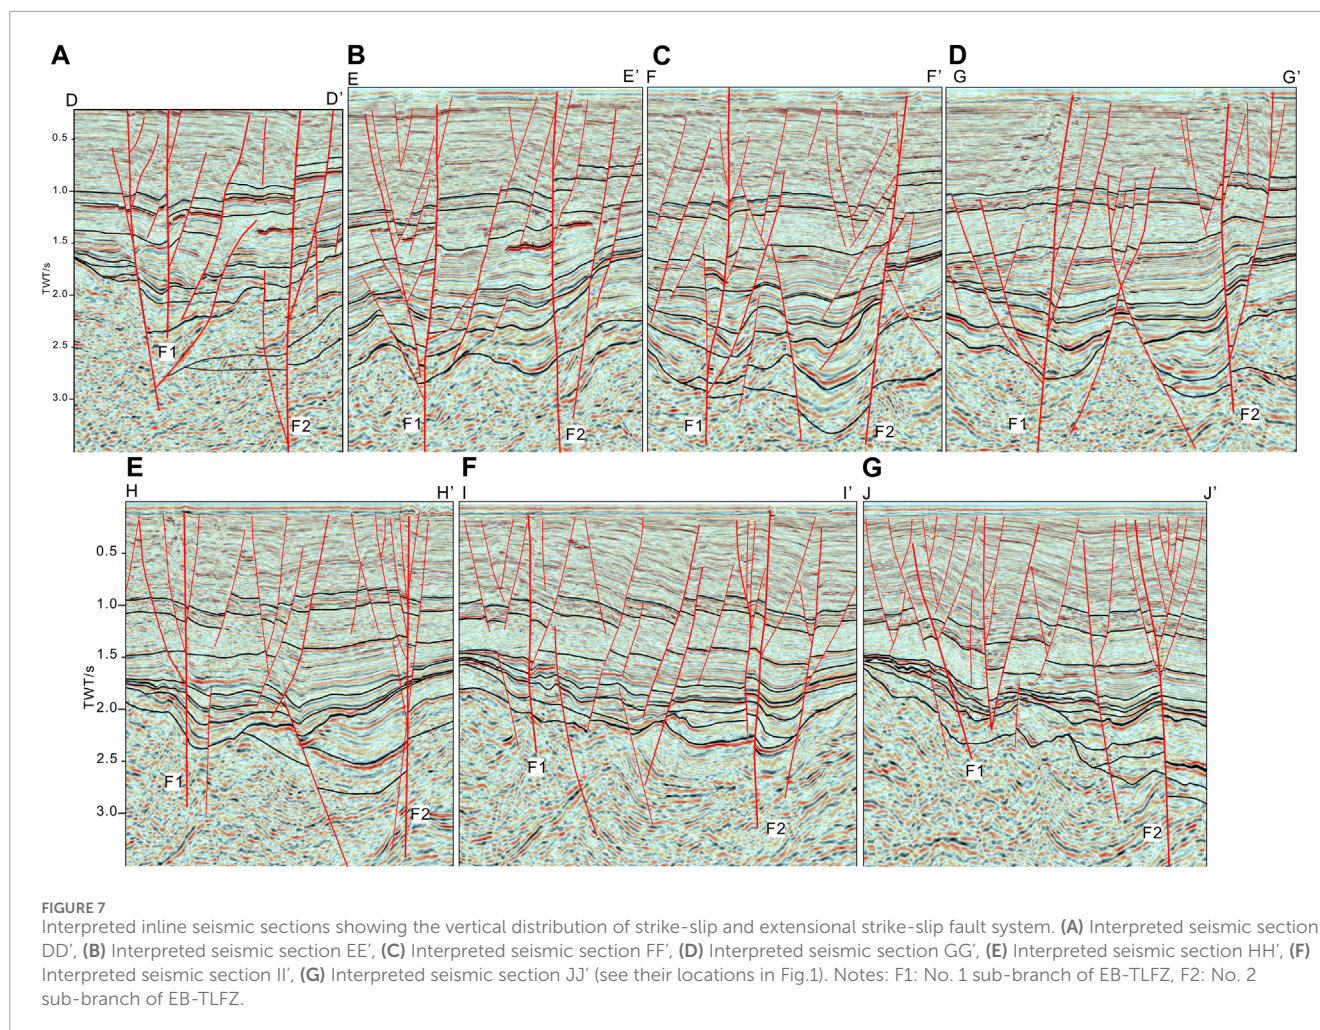 A
B
C
D
D
D'
E
E'
F
F'
G
G'
0.5
1.0
1.5
2.0
2.5
3.0
TWT/s
F1
F2
F1
F2
F1
F2
F1
F2
E
F
G
H
H'
I
I'
J
J'
0.5
1.0
1.5
2.0
2.5
3.0
TWT/s
F1
F2
F1
F2
F1
F2
FIGURE 7
Interpreted inline seismic sections showing the vertical distribution of strike-slip and extensional strike-slip fault system. (A) Interpreted seismic section
DD′, (B) Interpreted seismic section EE′, (C) Interpreted seismic section FF′, (D) Interpreted seismic section GG′, (E) Interpreted seismic section HH′, (F)
Interpreted seismic section II′, (G) Interpreted seismic section JJ′ (see their locations in Fig.1). Notes: F1: No. 1 sub-branch of EB-TLFZ, F2: No. 2
sub-branch of EB-TLFZ.